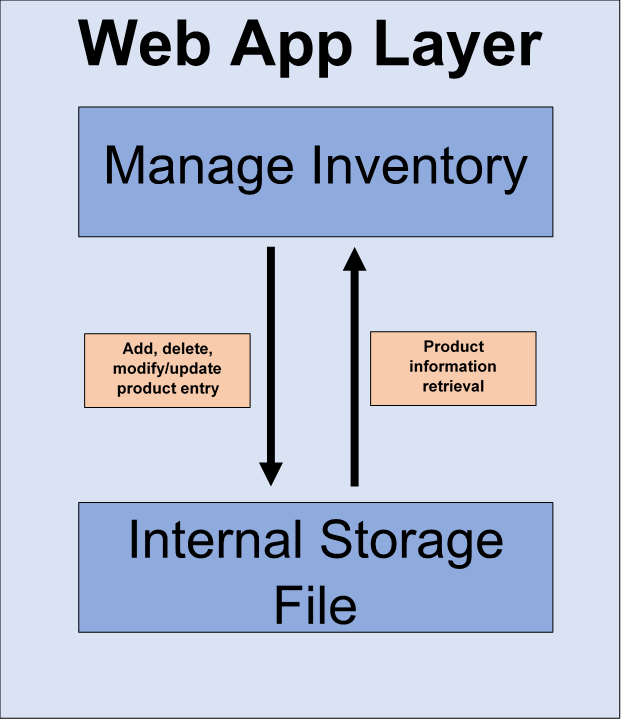 Web App Layer
Manage Inventory
Add, delete,
modify/update
product entry
Product
information
retrieval
Internal Storage
File